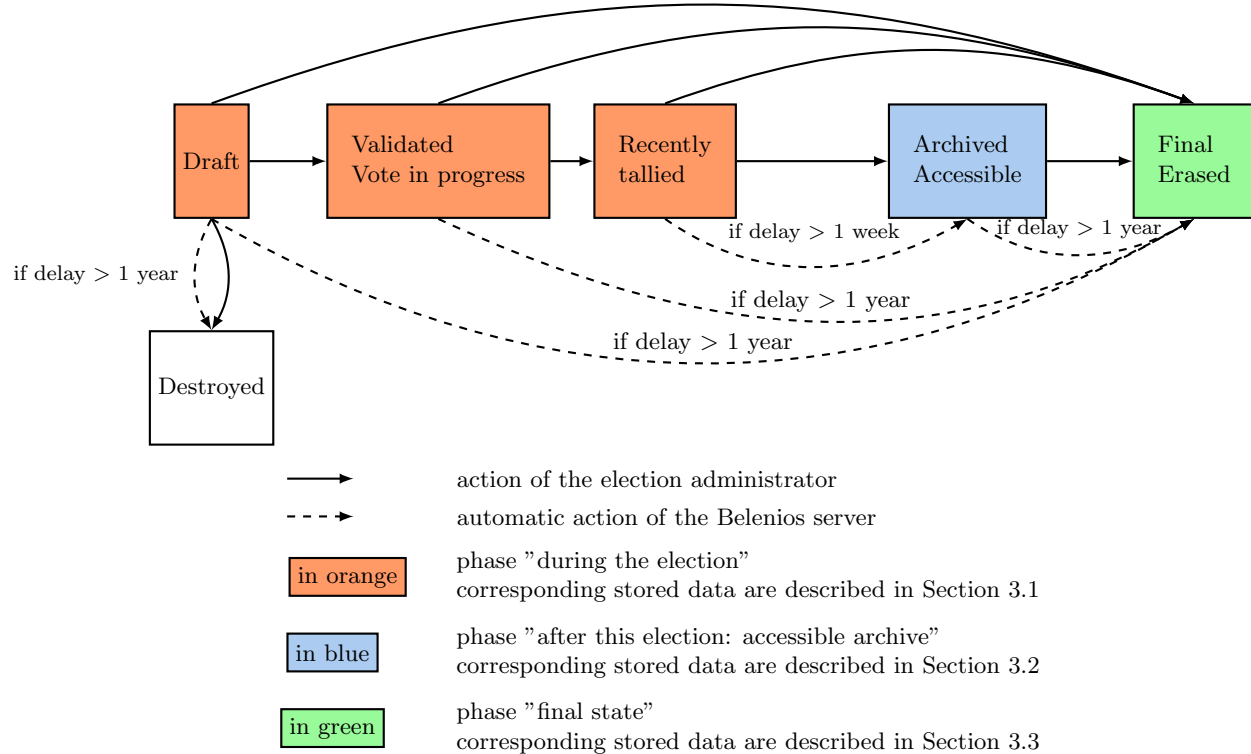 Draft
Validated
Vote in progress
Recently
tallied
Archived
Accessible
Final
Erased
if delay > 1 week
if delay > 1 year
if delay > 1 year
if delay > 1 year
if delay > 1 year
Destroyed
action of the election administrator
automatic action of the Belenios server
in orange
phase ”during the election”
corresponding stored data are described in Section 3.1
in blue
phase ”after this election: accessible archive”
corresponding stored data are described in Section 3.2
in green
phase ”final state”
corresponding stored data are described in Section 3.3